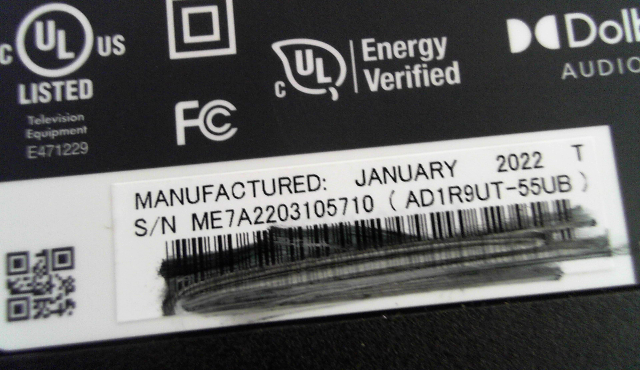 C UL US
LISTED
Television
Equipment
E471229
FC
C UL
Energy
Verified
Dolb
AUDIO
MANUFACTURED: JANUARY 2022 T
S/N ME7A2203105710 ( AD1R9UT-55UB )